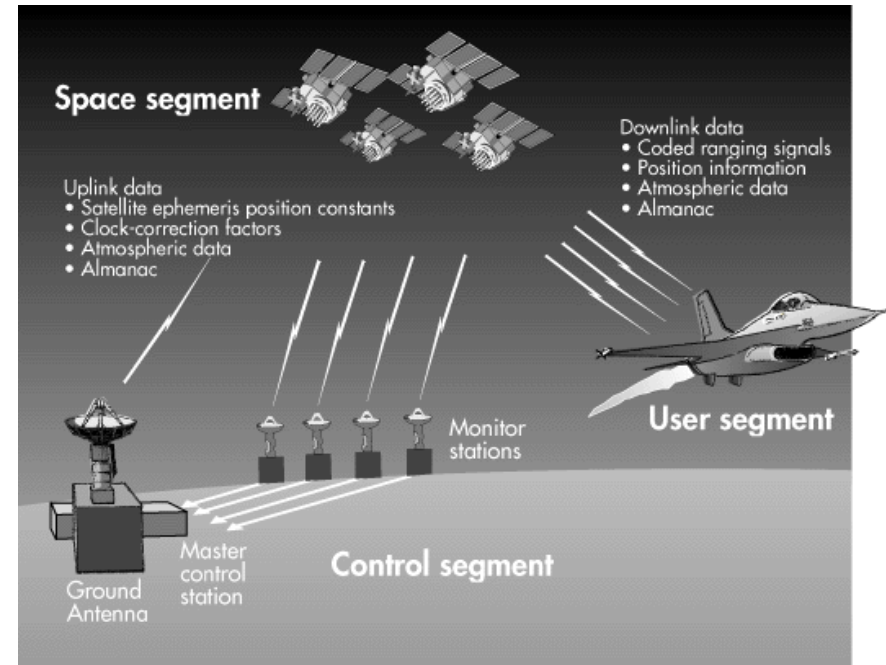 Space segment
Uplink data
• Satellite ephemeris position constants
• Clock-correction factors
• Atmospheric data
• Almanac
Downlink data
• Coded ranging signals
• Position information
• Atmospheric data
• Almanac
User segment
Monitor
stations
Master
control
station
Control segment
Ground
Antenna